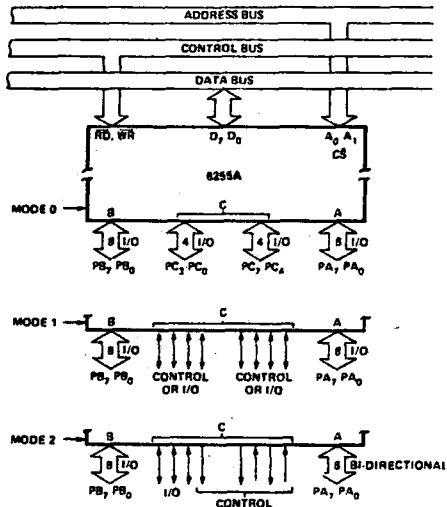 ADDRESS BUS
CONTROL BUS
DATA BUS
RD, WR D7 D0 A0 A1
CS
8255A
MODE 0 B C A
8 I/O 4 I/O 4 I/O 8 I/O
PB7 PB0 PC3 PC0 PC7 PC4 PA7 PA0
MODE 1 B C A
8 I/O 8 I/O
PB7 PB0 CONTROL OR I/O CONTROL OR I/O PA7 PA0
MODE 2 B C A
8 I/O 8 BI-DIRECTIONAL
PB7 PB0 I/O CONTROL PA7 PA0